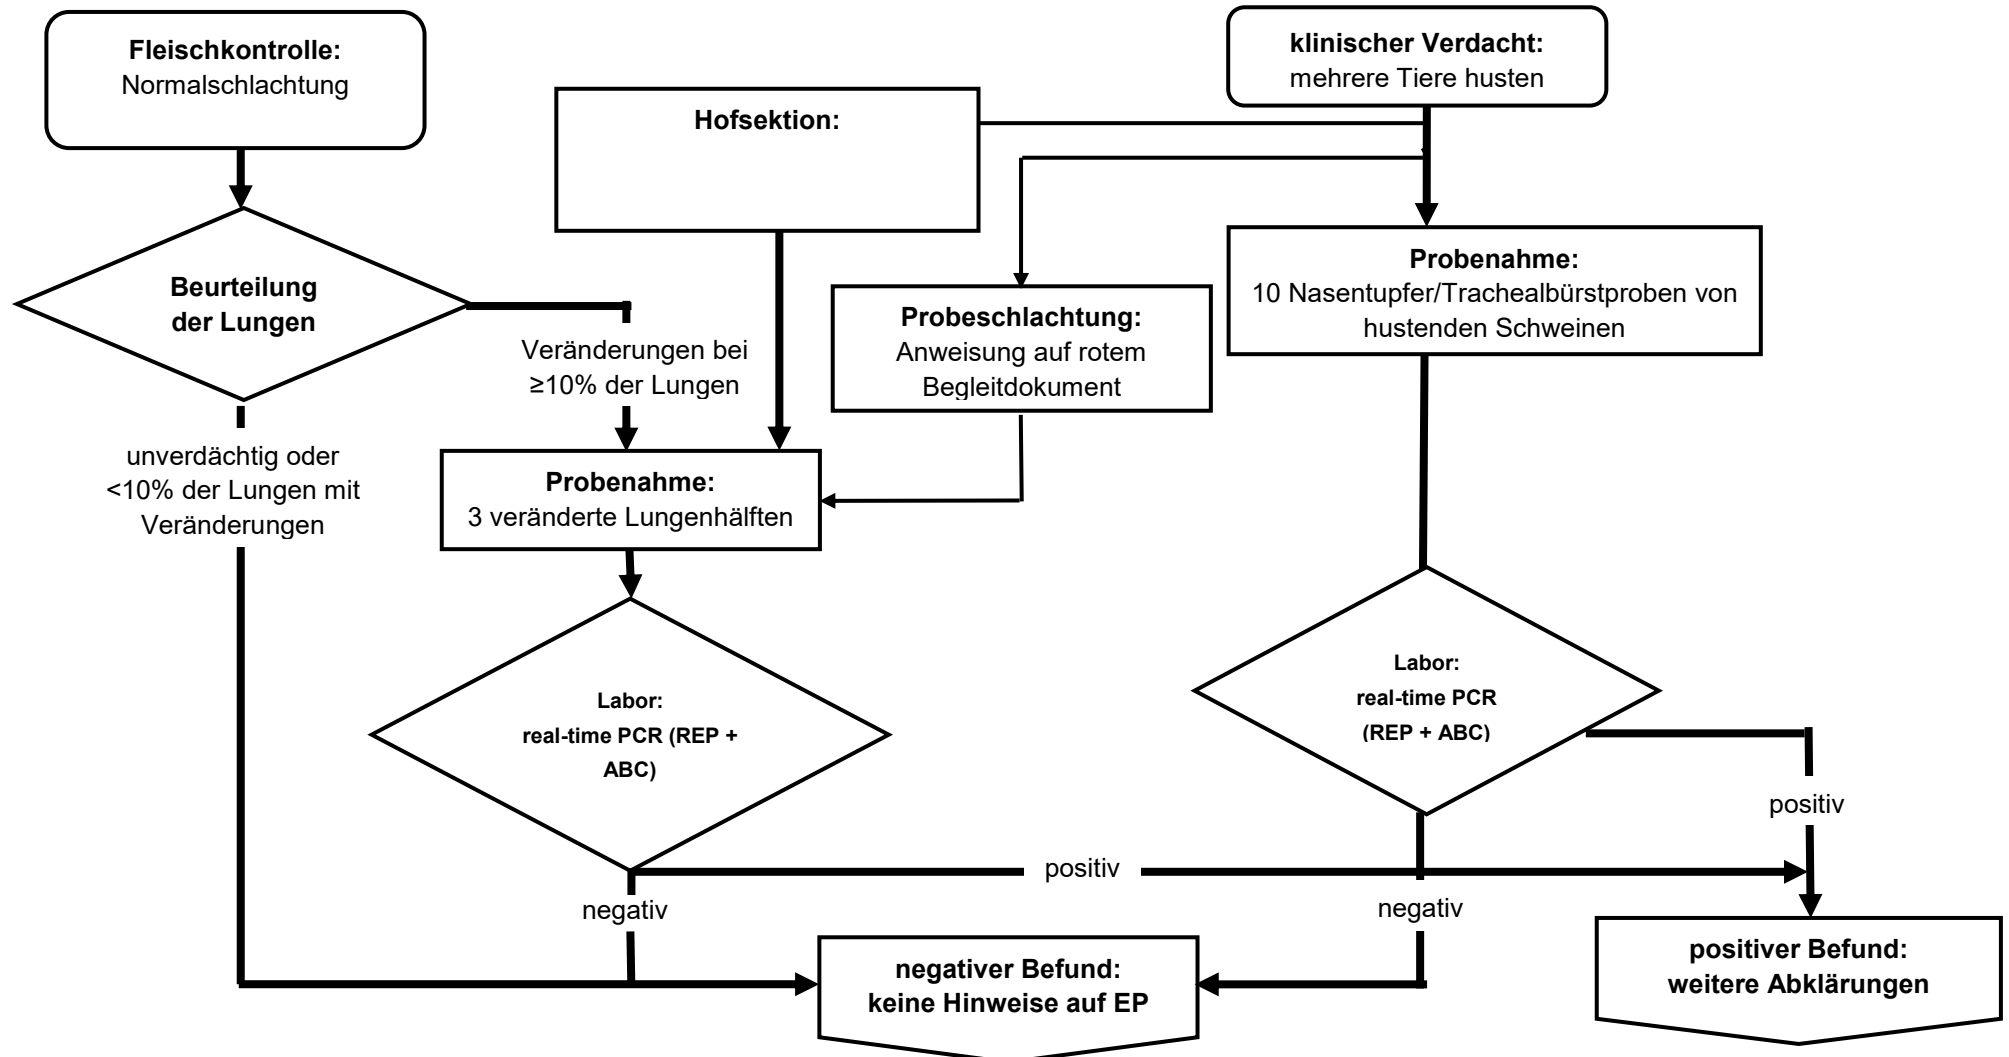 Fleischkontrolle:
Normalschlachtung
klinischer Verdacht:
mehrere Tiere husten
Hofsektion:
Beurteilung
der Lungen
Veränderungen bei
≥10% der Lungen
Probeschlachtung:
Anweisung auf rotem
Begleitdokument
Probenahme:
10 Nasentupfer/Trachealbürstproben von
hustenden Schweinen
unverdächtig oder
<10% der Lungen mit
Veränderungen
Probenahme:
3 veränderte Lungenhälften
Labor:
real-time PCR (REP +
ABC)
Labor:
real-time PCR
(REP + ABC)
positiv
positiv
negativ
negativ
negativer Befund:
keine Hinweise auf EP
positiver Befund:
weitere Abklärungen